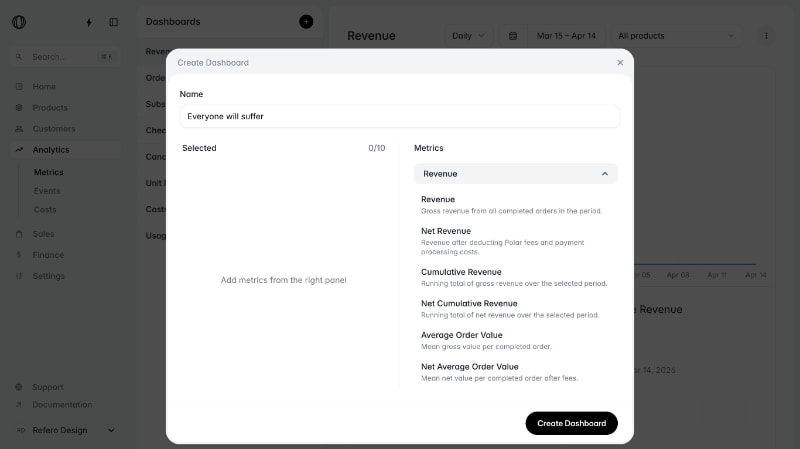 Dashboards
Search...
⌘ K
Home
Products
Customers
Analytics
Metrics
Events
Costs
Sales
Finance
Settings
Support
Documentation
RD
Refero Design
Revenue
Daily
Mar 15 – Apr 14
All products
Create Dashboard
Name
Everyone will suffer
Selected
0/10
Add metrics from the right panel
Metrics
Revenue
Revenue
Gross revenue from all completed orders in the period.
Net Revenue
Revenue after deducting Polar fees and payment
processing costs.
Cumulative Revenue
Running total of gross revenue over the selected period.
Net Cumulative Revenue
Running total of net revenue over the selected period.
Average Order Value
Mean gross value per completed order.
Net Average Order Value
Mean net value per completed order after fees.
Create Dashboard
Apr 08
Apr 11
Apr 14
Revenue